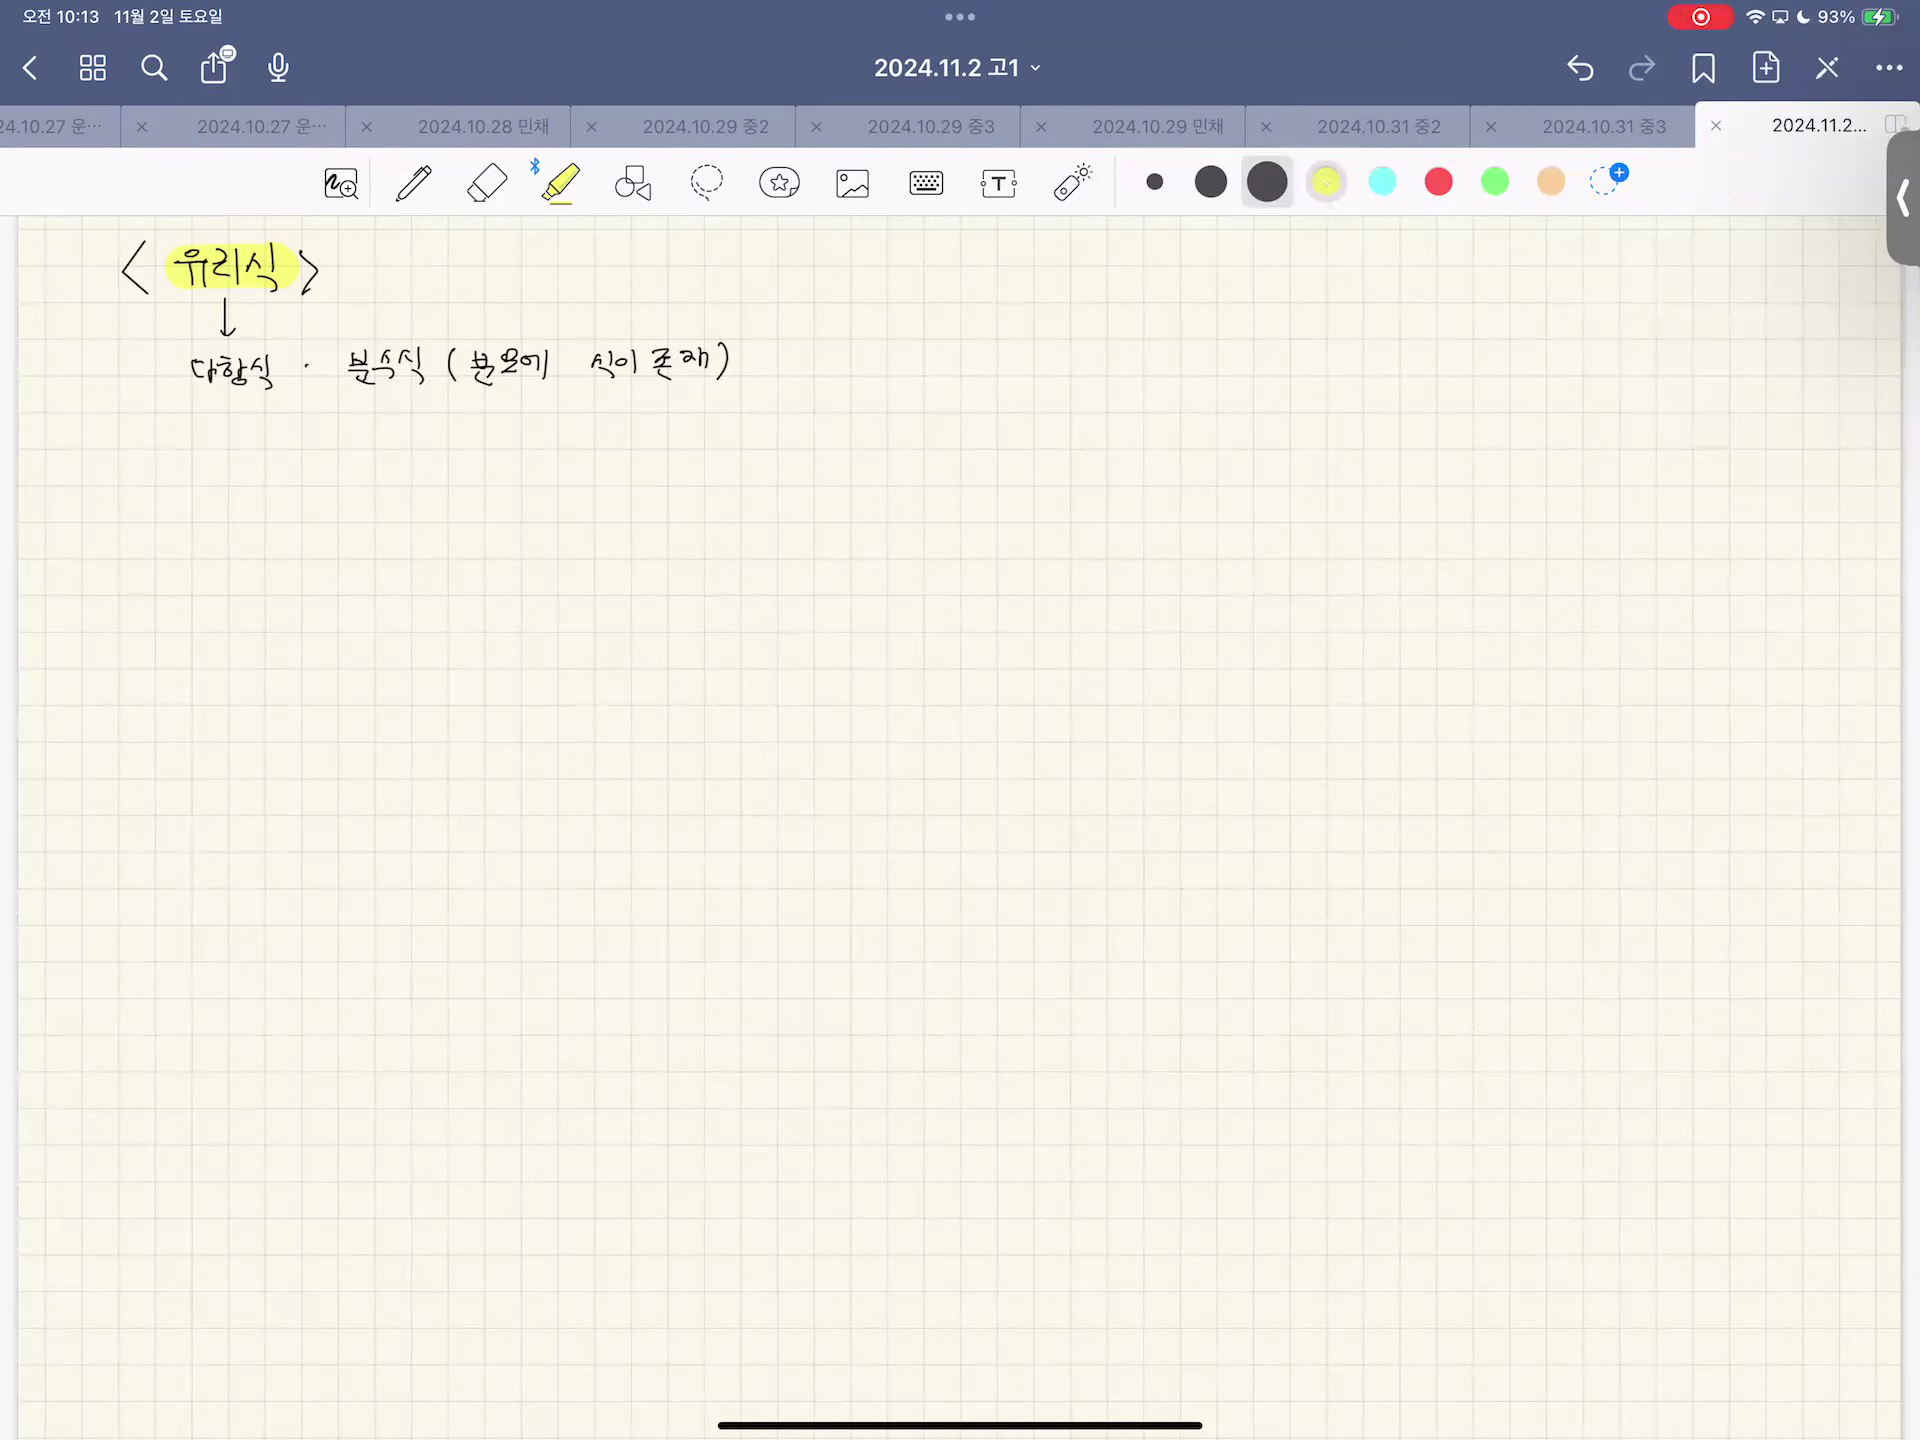 오전 10:13 11월 2일 토요일
93%
2024.11.2 고1
24.10.27 운…
2024.10.27 운…
2024.10.28 민채
2024.10.29 중2
2024.10.29 중3
2024.10.29 민채
2024.10.31 중2
2024.10.31 중3
2024.11.2...
T
< 유리식 >
↓
다항식 · 분수식 (분모에 식이 존재)